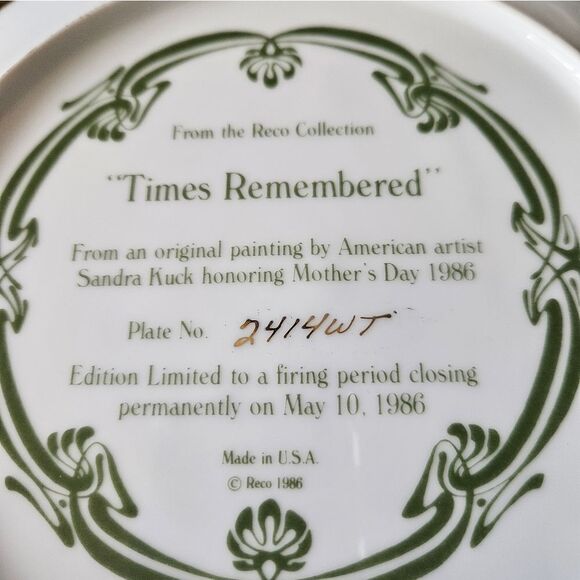 From the Reco Collection
"Times Remembered"
From an original painting by American artist
Sandra Kuck honoring Mother's Day 1986
Plate No. 2414WT
Edition Limited to a firing period closing
permanently on May 10, 1986
Made in U.S.A.
© Reco 1986